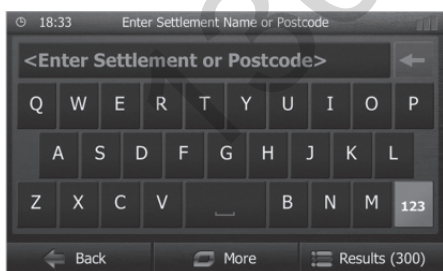 18:33 Enter Settlement Name or Postcode
<Enter Settlement or Postcode>
Q W E R T Y U I O P
A S D F G H J K L
Z X C V B N M 123
Back More Results (300)